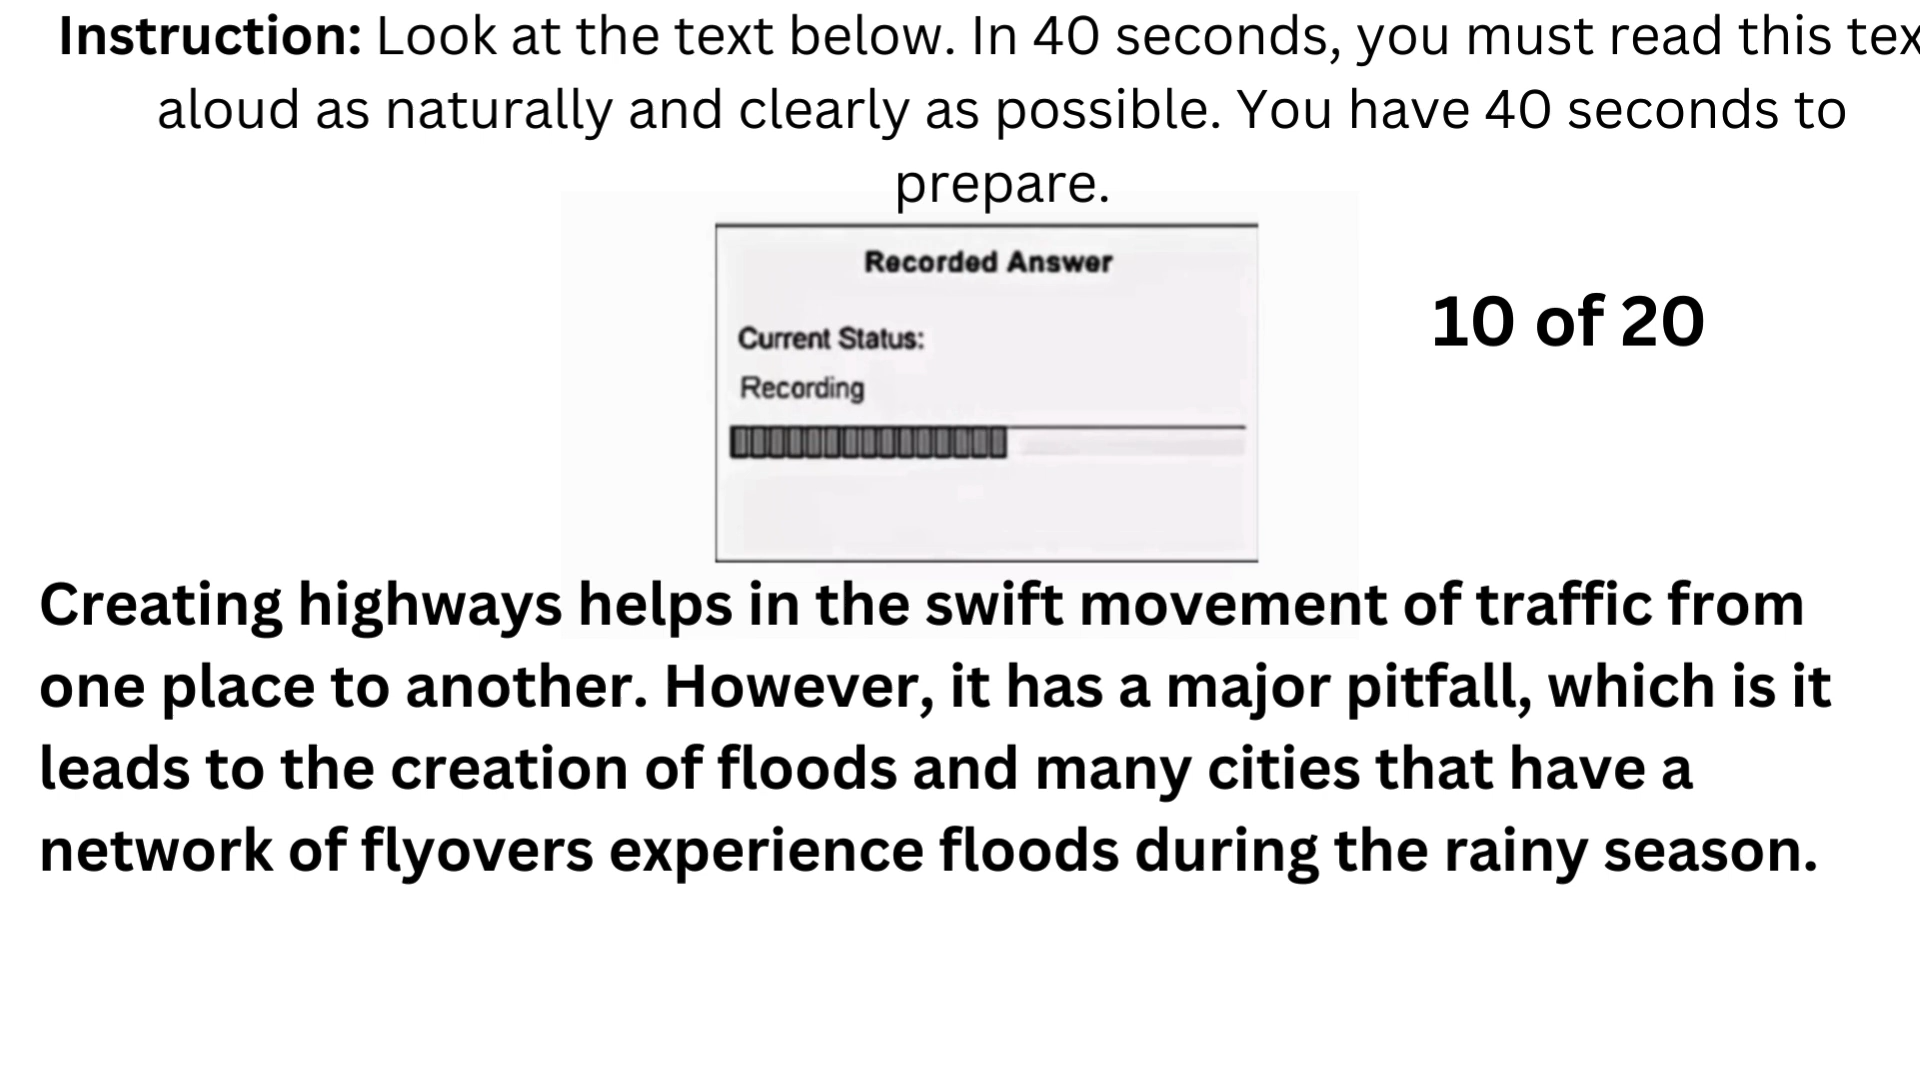 Instruction: Look at the text below. In 40 seconds, you must read this tex
aloud as naturally and clearly as possible. You have 40 seconds to
prepare.
Recorded Answer
10 of 20
Current Status:
Recording
Creating highways helps in the swift movement of traffic from
one place to another. However, it has a major pitfall, which is it
leads to the creation of floods and many cities that have a
network of flyovers experience floods during the rainy season.